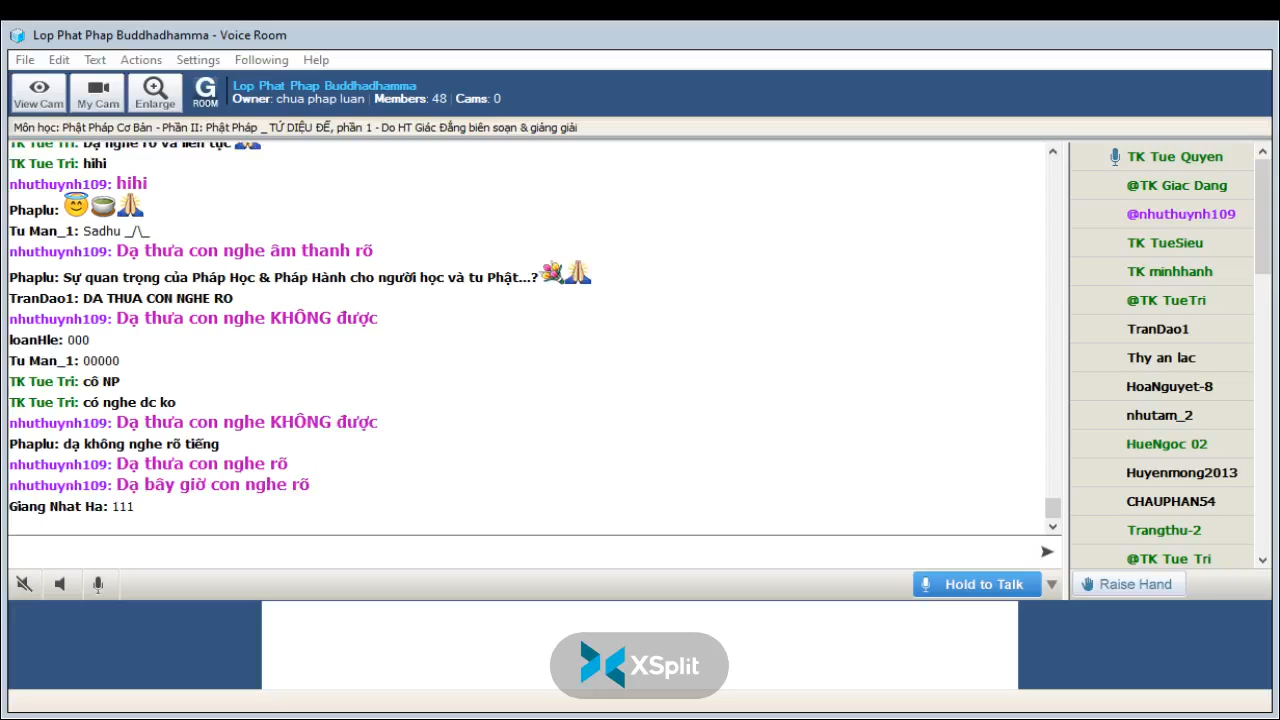 Lop Phat Phap Buddhadhamma - Voice Room
File Edit Text Actions Settings Following Help
View Cam My Cam Enlarge G ROOM
Lop Phat Phap Buddhadhamma
Owner: chua phap luan | Members: 48 | Cams: 0
Môn học: Phật Pháp Cơ Bản - Phần II: Phật Pháp _ TỨ DIỆU ĐẾ, phần 1 - Do HT Giác Đẳng biên soạn & giảng giải
TK Tue Tri: Dạ nghe rõ và liên tục 🙏
TK Tue Tri: hihi
nhuthuynh109: hihi
Phaplu: 😇🍵🙏
Tu Man_1: Sadhu _/\_
nhuthuynh109: Dạ thưa con nghe âm thanh rõ
Phaplu: Sự quan trọng của Pháp Học & Pháp Hành cho người học và tu Phật...?💐🙏
TranDao1: DA THUA CON NGHE RO
nhuthuynh109: Dạ thưa con nghe KHÔNG được
loanHle: 000
Tu Man_1: 00000
TK Tue Tri: cô NP
TK Tue Tri: có nghe dc ko
nhuthuynh109: Dạ thưa con nghe KHÔNG được
Phaplu: dạ không nghe rõ tiếng
nhuthuynh109: Dạ thưa con nghe rõ
nhuthuynh109: Dạ bây giờ con nghe rõ
Giang Nhat Ha: 111
TK Tue Quyen
@TK Giac Dang
@nhuthuynh109
TK TueSieu
TK minhhanh
@TK TueTri
TranDao1
Thy an lac
HoaNguyet-8
nhutam_2
HueNgoc 02
Huyenmong2013
CHAUPHAN54
Trangthu-2
@TK Tue Tri
Hold to Talk
Raise Hand
XSplit